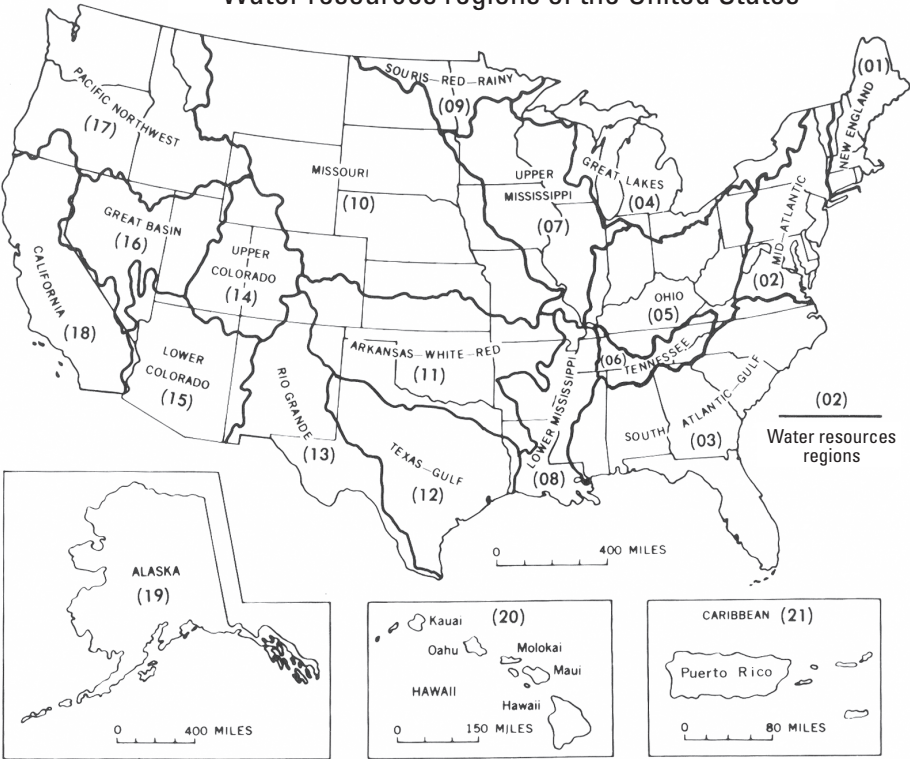 Water resources regions of the United States
PACIFIC NORTHWEST
(17)
SOURIS—RED—RAINY
(09)
(01)
NEW ENGLAND
MISSOURI
(10)
UPPER
MISSISSIPPI
(07)
GREAT LAKES
(04)
MID—ATLANTIC
(02)
GREAT BASIN
(16)
UPPER
COLORADO
(14)
CALIFORNIA
(18)
OHIO
(05)
LOWER
COLORADO
(15)
RIO GRANDE
(13)
ARKANSAS—WHITE—RED
(11)
(06)
TENNESSEE
LOWER MISSISSIPPI
(08)
SOUTH ATLANTIC—GULF
(03)
TEXAS—GULF
(12)
(02)
Water resources
regions
0 400 MILES
ALASKA
(19)
0 400 MILES
Kauai
(20)
Oahu
Molokai
Maui
HAWAII
Hawaii
0 150 MILES
CARIBBEAN (21)
Puerto Rico
0 80 MILES